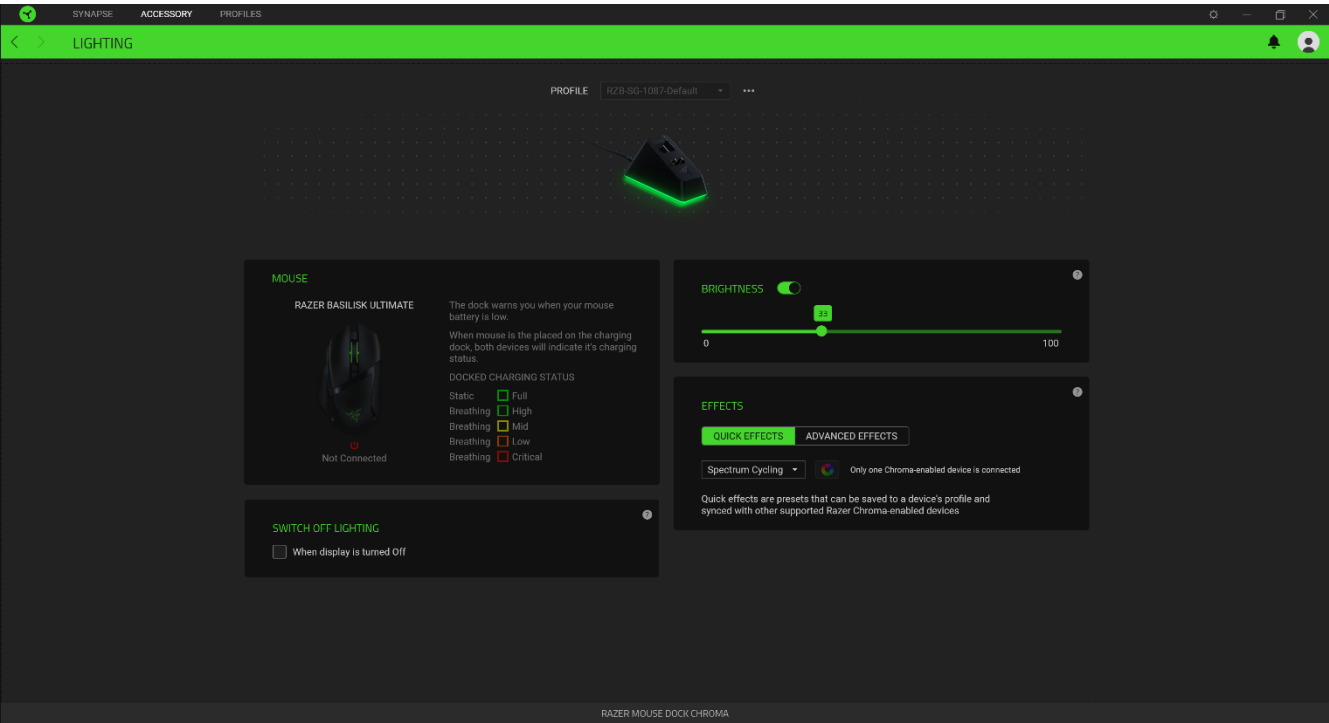 SYNAPSE ACCESSORY PROFILES
LIGHTING
PROFILE RZB-SG-1087-Default
MOUSE
RAZER BASILISK ULTIMATE
Not Connected
The dock warns you when your mouse
battery is low.
When mouse is the placed on the charging
dock, both devices will indicate it's charging
status.
DOCKED CHARGING STATUS
Static Full
Breathing High
Breathing Mid
Breathing Low
Breathing Critical
SWITCH OFF LIGHTING
When display is turned Off
BRIGHTNESS
33
0 100
EFFECTS
QUICK EFFECTS ADVANCED EFFECTS
Spectrum Cycling Only one Chroma-enabled device is connected
Quick effects are presets that can be saved to a device's profile and
synced with other supported Razer Chroma-enabled devices
RAZER MOUSE DOCK CHROMA